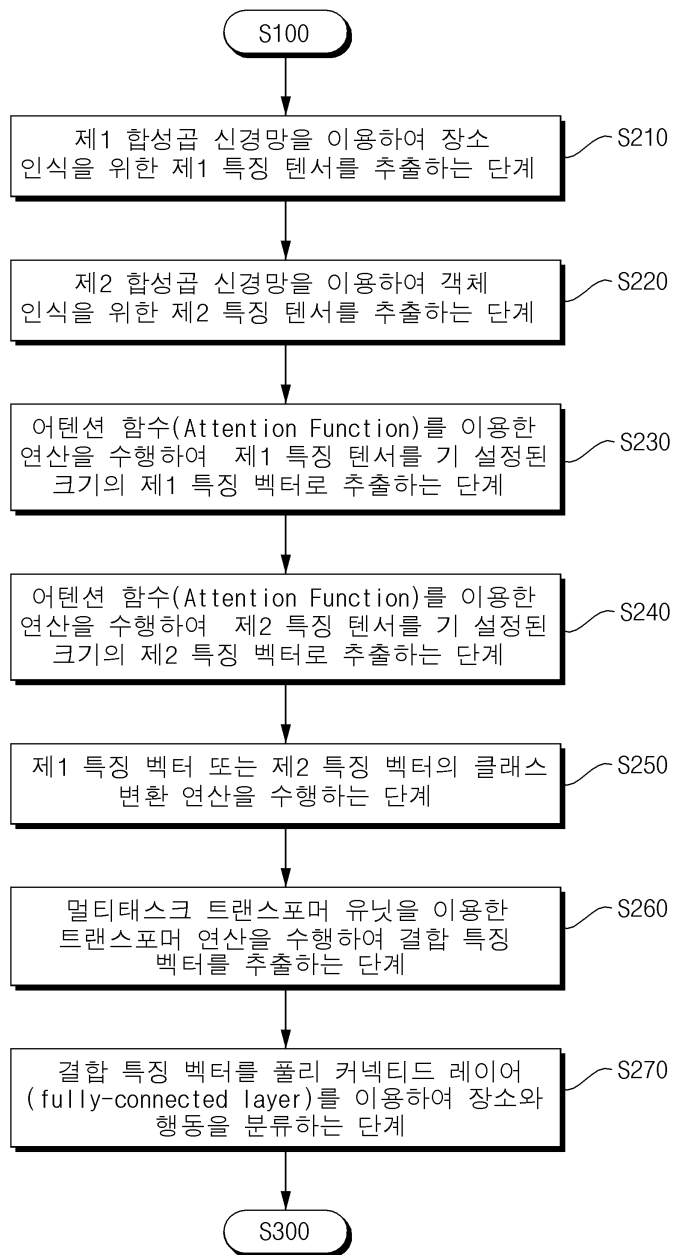 S100
제1 합성곱 신경망을 이용하여 장소
인식을 위한 제1 특징 텐서를 추출하는 단계
S210
제2 합성곱 신경망을 이용하여 객체
인식을 위한 제2 특징 텐서를 추출하는 단계
S220
어텐션 함수(Attention Function)를 이용한
연산을 수행하여 제1 특징 텐서를 기 설정된
크기의 제1 특징 벡터로 추출하는 단계
S230
어텐션 함수(Attention Function)를 이용한
연산을 수행하여 제2 특징 텐서를 기 설정된
크기의 제2 특징 벡터로 추출하는 단계
S240
제1 특징 벡터 또는 제2 특징 벡터의 클래스
변환 연산을 수행하는 단계
S250
멀티태스크 트랜스포머 유닛을 이용한
트랜스포머 연산을 수행하여 결합 특징
벡터를 추출하는 단계
S260
결합 특징 벡터를 풀리 커넥티드 레이어
(fully-connected layer)를 이용하여 장소와
행동을 분류하는 단계
S270
S300